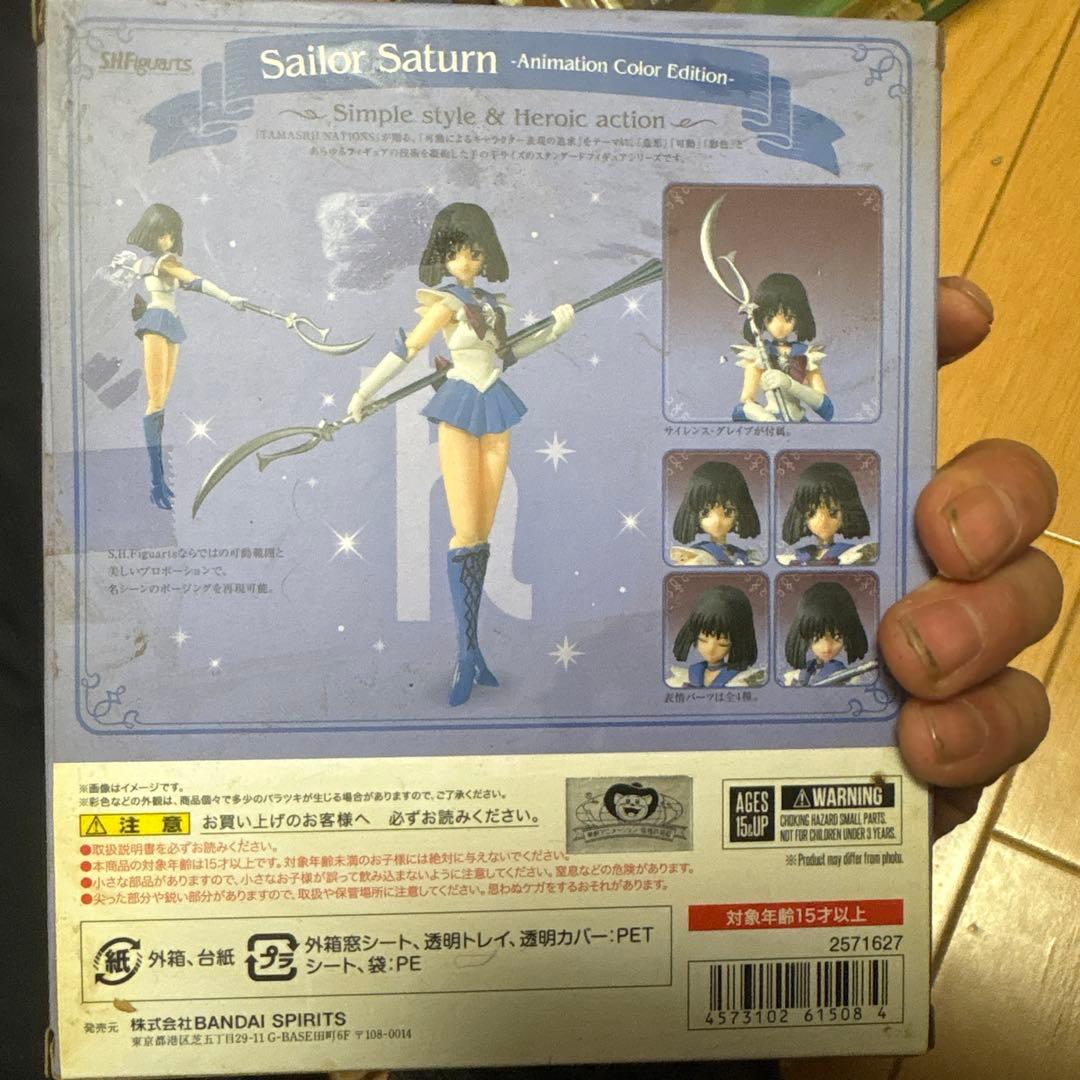 S.H.Figuarts
Sailor Saturn -Animation Color Edition-
Simple style & Heroic action
「TAMASHII NATIONS」が贈る、「可動によるキャラクター表現の追求」をテーマに、「造形」「可動」「彩色」と
あらゆるフィギュアの技術を凝縮した手の平サイズのスタンダードフィギュアシリーズです。
サイレンス・グレイブが付属。
S.H.Figuartsならではの可動範囲と
美しいプロポーションで、
名シーンのポージングを再現可能。
表情パーツは全4種。
※画像はイメージです。
※彩色などの外観は、商品個々で多少のバラツキが生じる場合がありますので、ご了承ください。
注意 お買い上げのお客様へ 必ずお読みください。
●取扱説明書を必ずお読みください。
●本商品の対象年齢は15才以上です。対象年齢未満のお子様には絶対に与えないでください。
●小さな部品がありますので、小さなお子様が誤って飲み込まないように注意してください。窒息などの危険があります。
●尖った部分や鋭い部分がありますので、取扱や保管場所に注意してください。思わぬケガをするおそれがあります。
AGES
15&UP
WARNING
CHOKING HAZARD SMALL PARTS.
NOT FOR CHILDREN UNDER 3 YEARS.
※Product may differ from photo.
対象年齢15才以上
2571627
紙 外箱、台紙
プラ 外箱窓シート、透明トレイ、透明カバー:PET
シート、袋:PE
4573102 61508 4
発売元 株式会社BANDAI SPIRITS
東京都港区芝五丁目29-11 G-BASE田町6F 〒108-0014